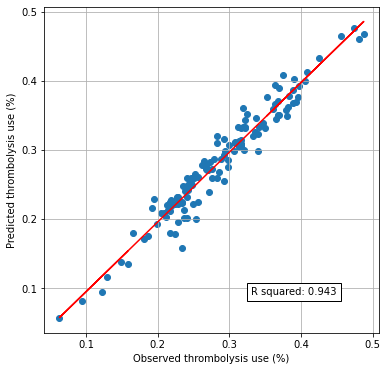 0.5
0.4
0.3
0.2
0.1
Predicted thrombolysis use (%)
R squared: 0.943
0.1 0.2 0.3 0.4 0.5
Observed thrombolysis use (%)